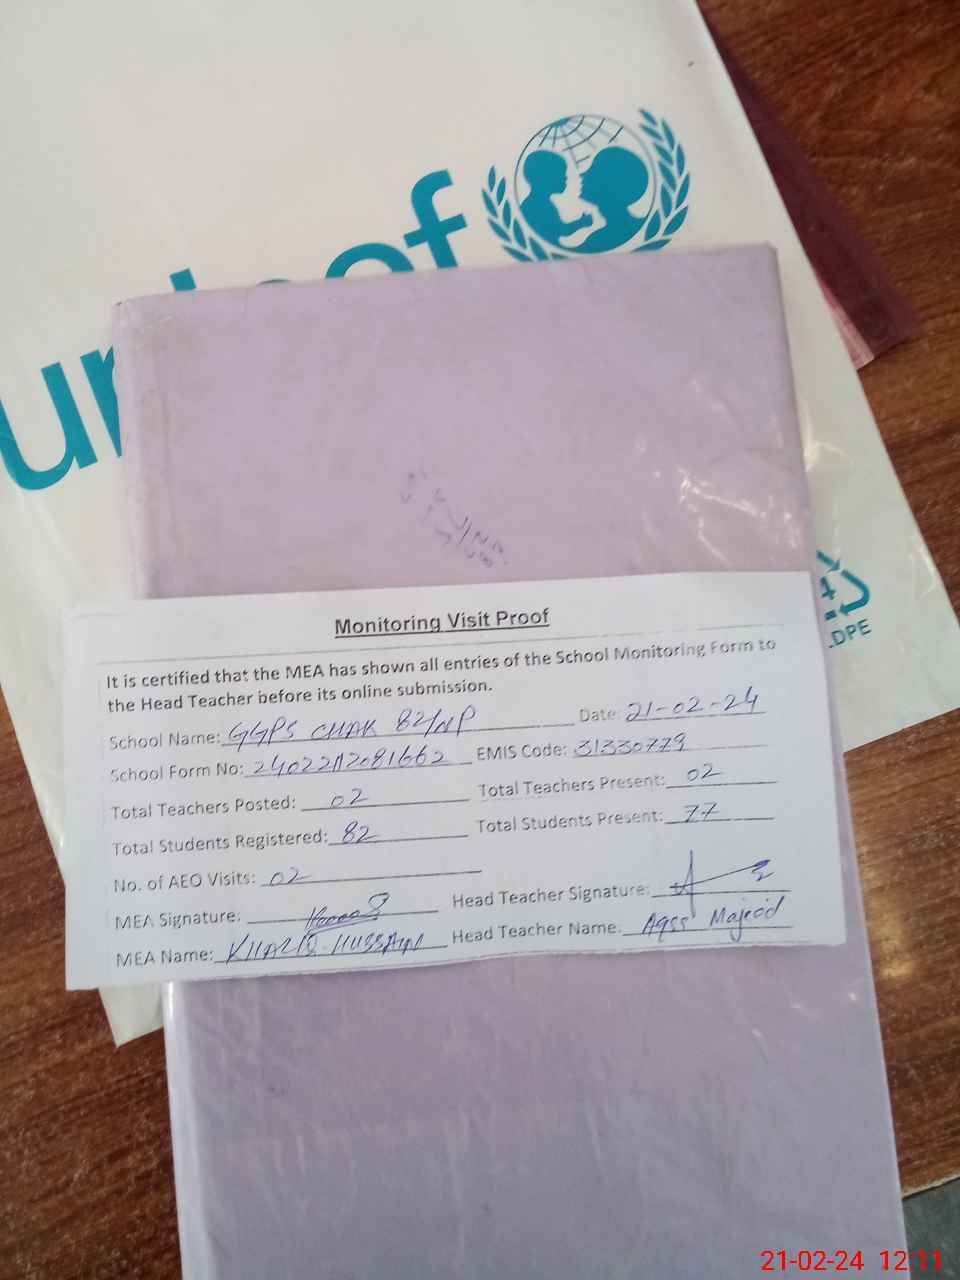 unicef
LDPE
Monitoring Visit Proof
It is certified that the MEA has shown all entries of the School Monitoring Form to
the Head Teacher before its online submission.
School Name: GGPS CHAK 82/NP Date: 21-02-24
School Form No: EMIS Code: 31330779
Total Teachers Posted: 02 Total Teachers Present: 02
Total Students Registered: 82 Total Students Present: 77
No. of AEO Visits: 02
MEA Signature: Head Teacher Signature:
MEA Name: HUSSAIN Head Teacher Name: Majeed
21-02-24 12:11